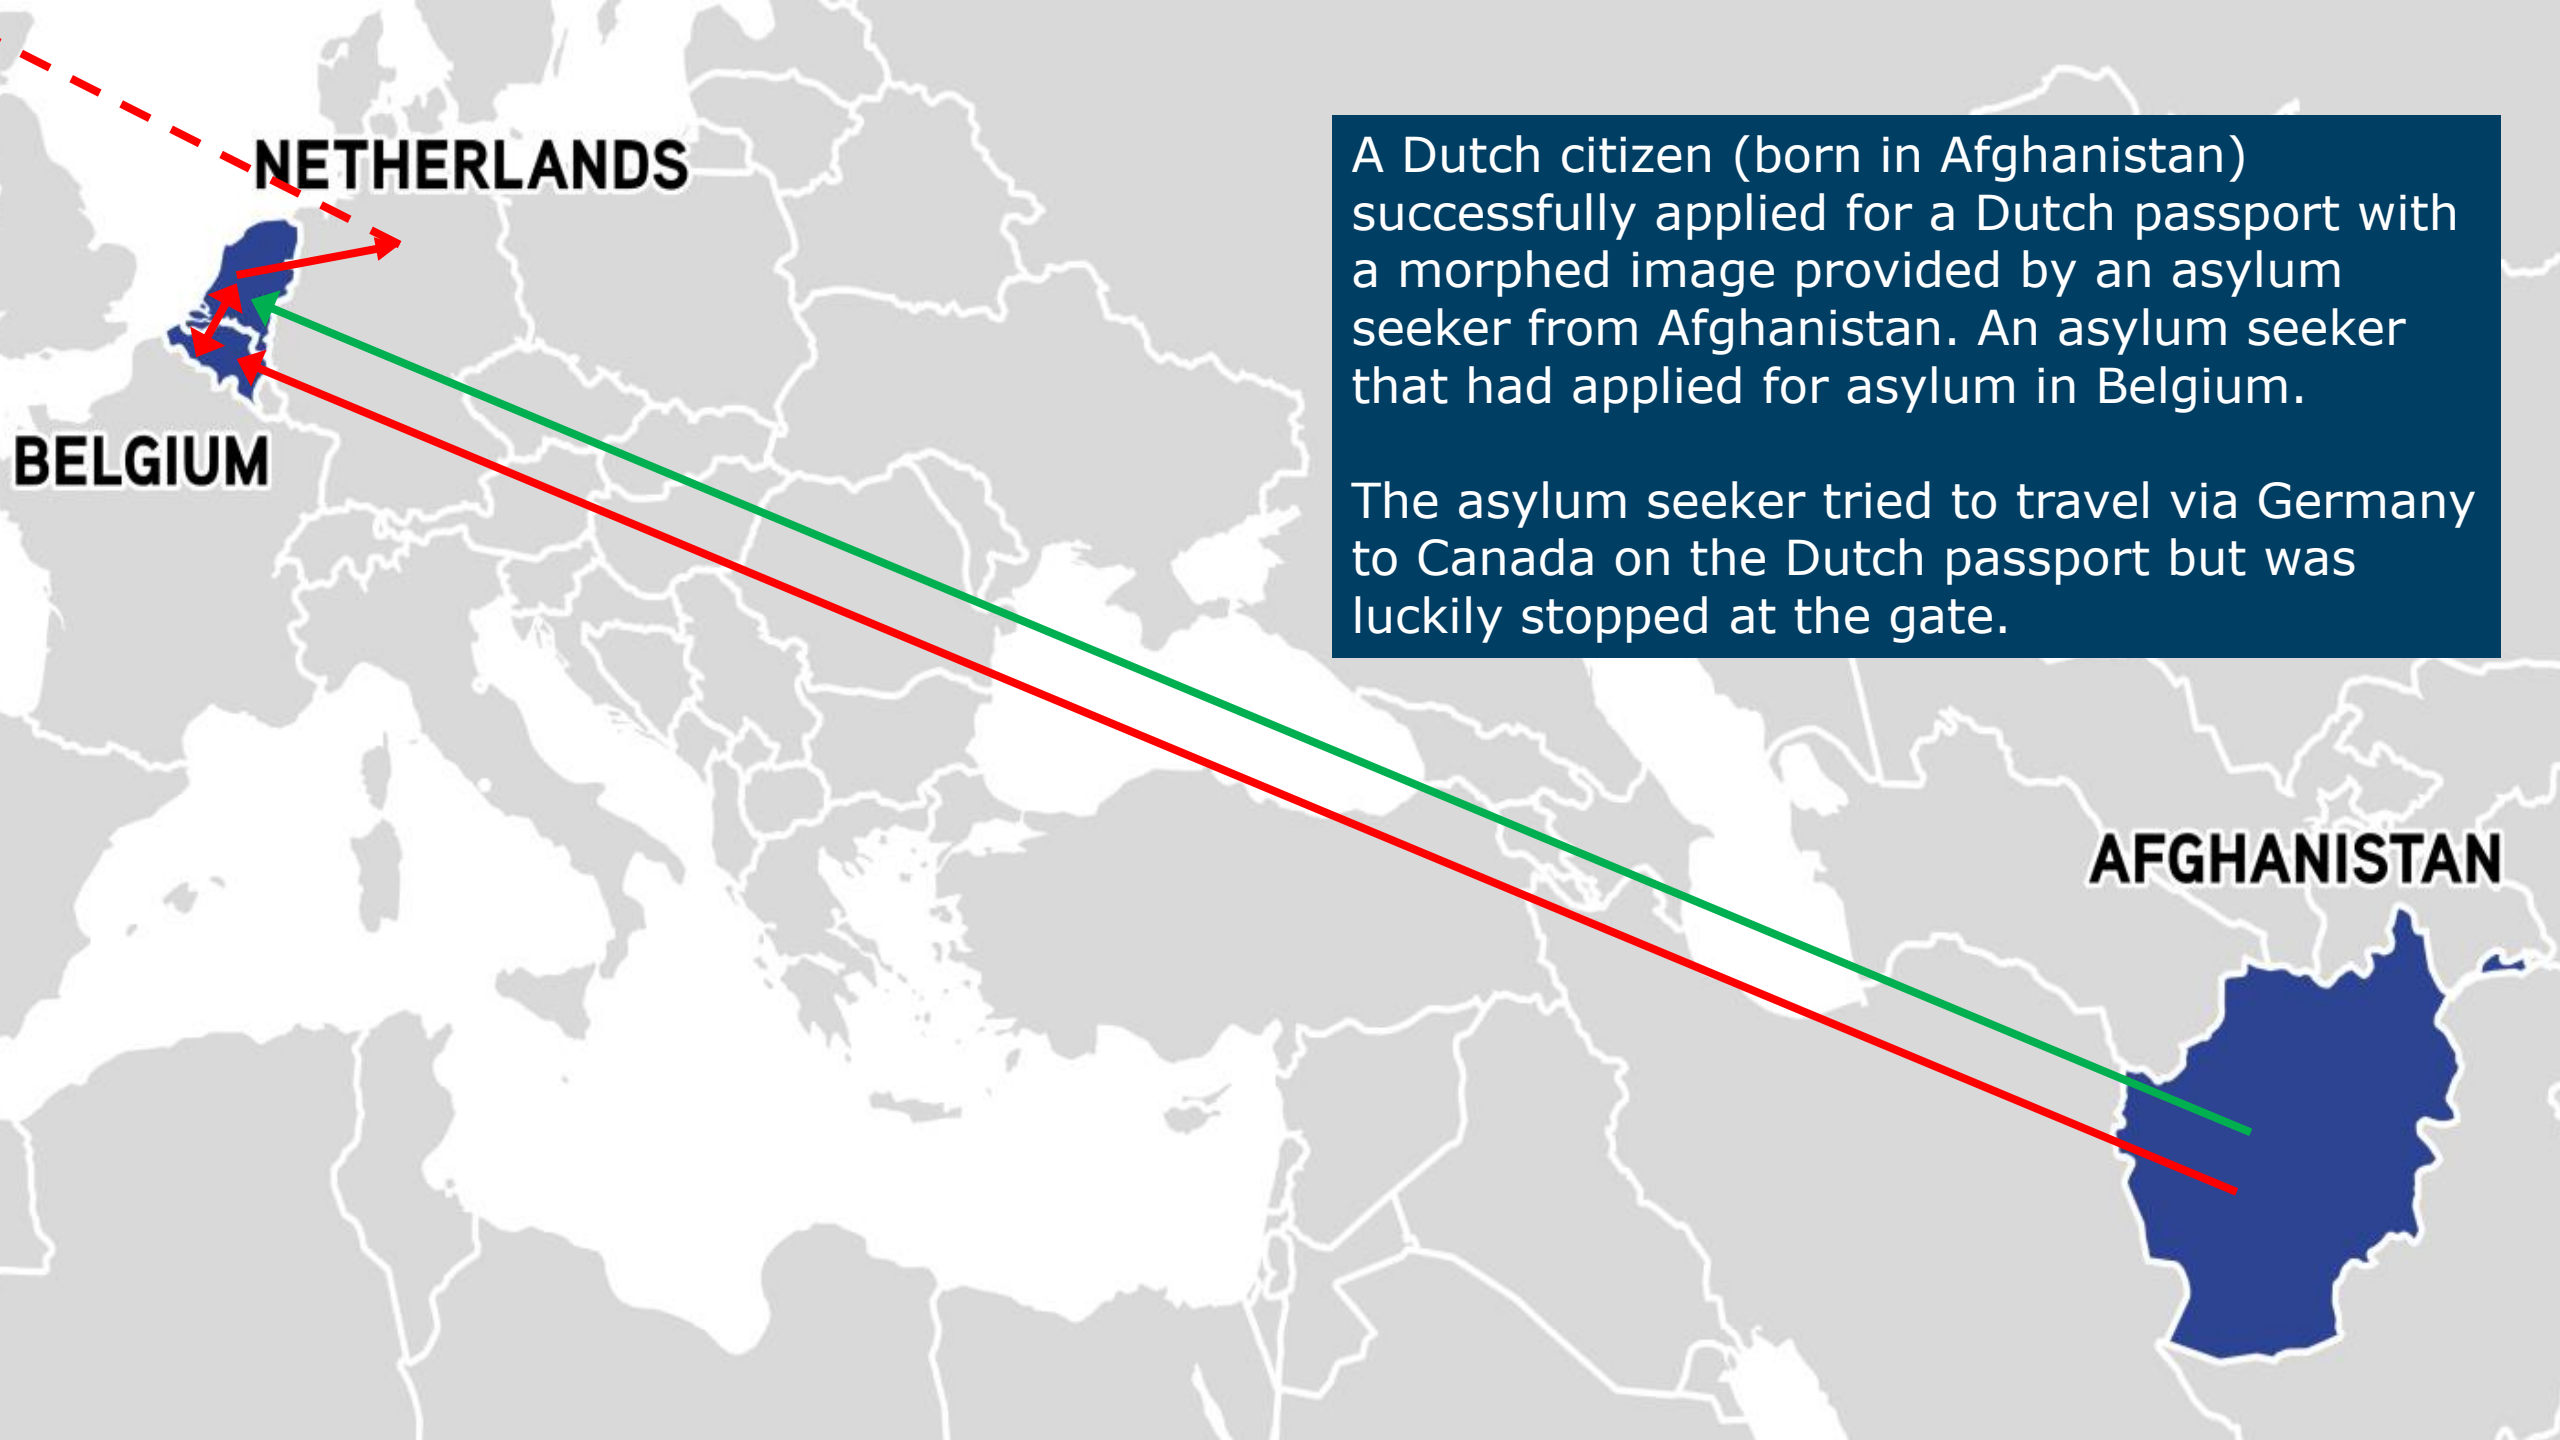 NETHERLANDS
A Dutch citizen (born in Afghanistan)
successfully applied for a Dutch passport with
a morphed image provided by an asylum
seeker from Afghanistan. An asylum seeker
that had applied for asylum in Belgium.
The asylum seeker tried to travel via Germany
to Canada on the Dutch passport but was
luckily stopped at the gate.
BELGIUM
AFGHANISTAN